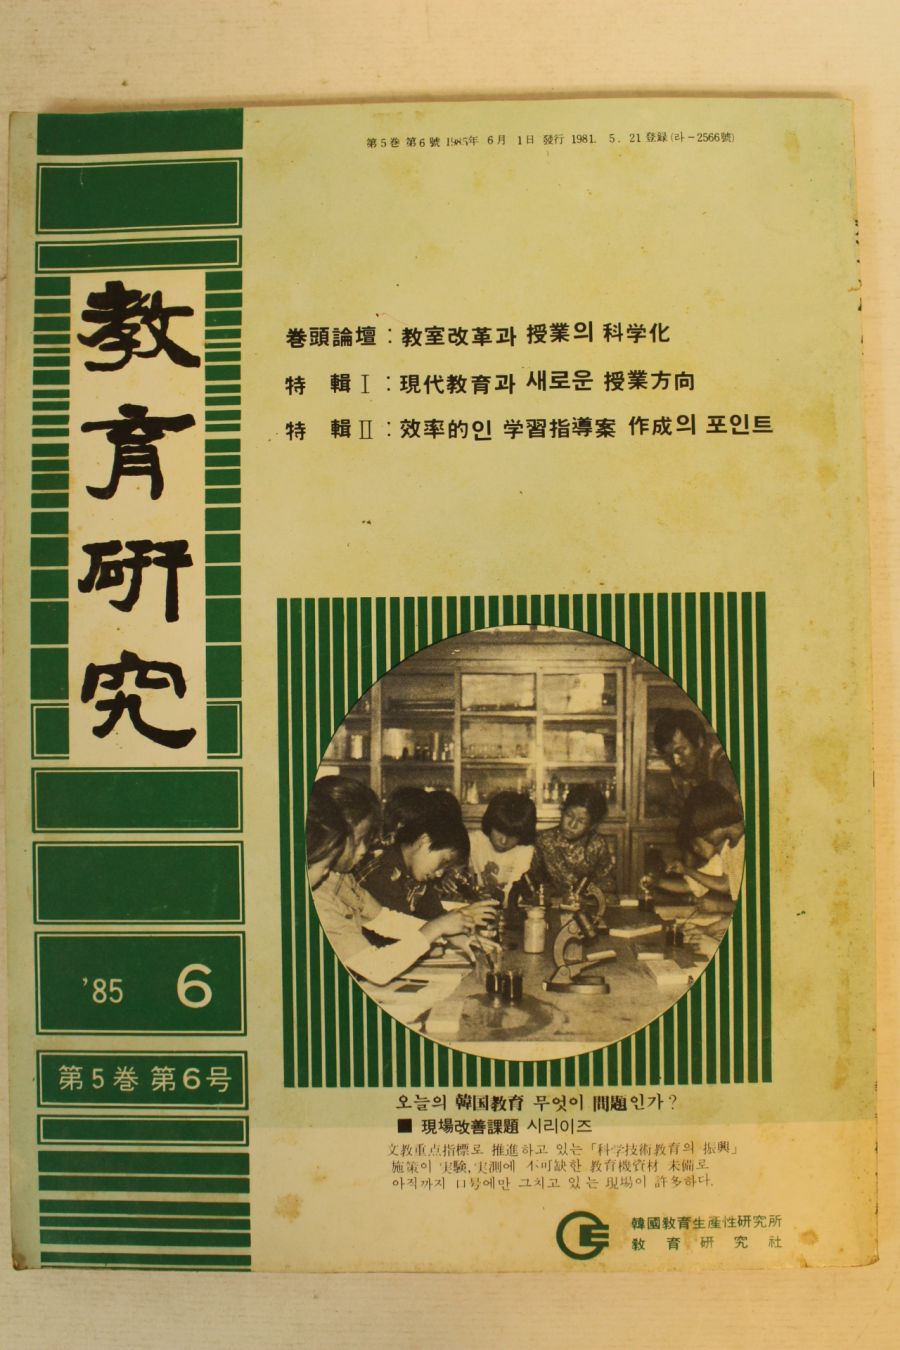 第5巻 第6號 1985年 6月 1日 發行 1981. 5. 21 登録(라-2566號)
教育硏究
巻頭論壇 : 教室改革과 授業의 科学化
特 輯 I : 現代教育과 새로운 授業方向
特 輯 II : 效率的인 学習指導案 作成의 포인트
'85 6
第5巻 第6号
오늘의 韓国教育 무엇이 問題인가?
■ 現場改善課題 시리이즈
文教重点指標로 推進하고 있는 「科学技術教育의 振興」
施策이 実験, 実測에 不可缺한 教育機資材 未備로
아직까지 口号에만 그치고 있는 現場이 許多하다.
韓國教育生産性研究所
教育研究社